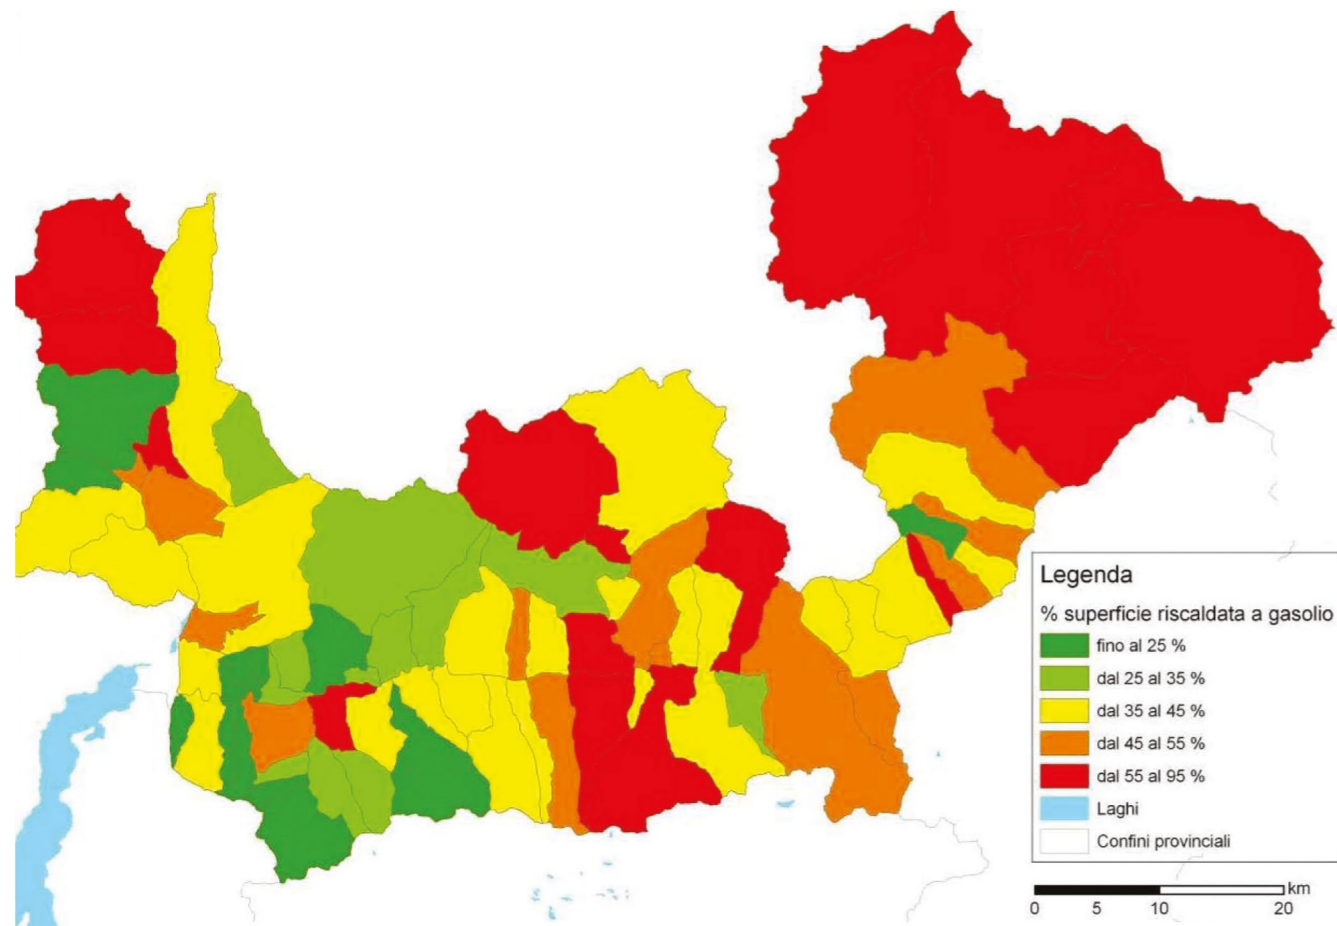 Legenda
% superficie riscaldata a gasolio
fino al 25 %
dal 25 al 35 %
dal 35 al 45 %
dal 45 al 55 %
dal 55 al 95 %
Laghi
Confini provinciali
km
0 5 10 20